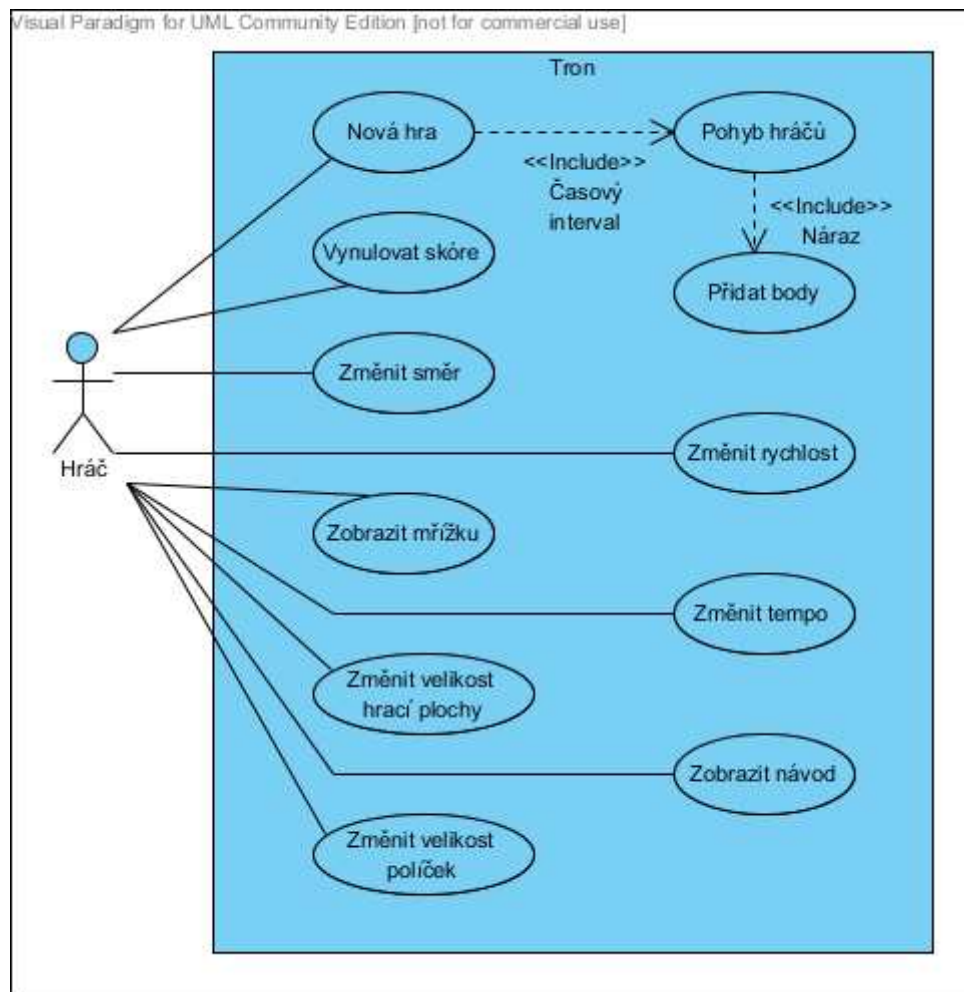 Visual Paradigm for UML Community Edition [not for commercial use]
Tron
Nová hra
Pohyb hráčů
<<Include>>
Časový
interval
<<Include>>
Náraz
Vynulovat skóre
Přidat body
Změnit směr
Hráč
Změnit rychlost
Zobrazit mřížku
Změnit tempo
Změnit velikost
hrací plochy
Zobrazit návod
Změnit velikost
políček